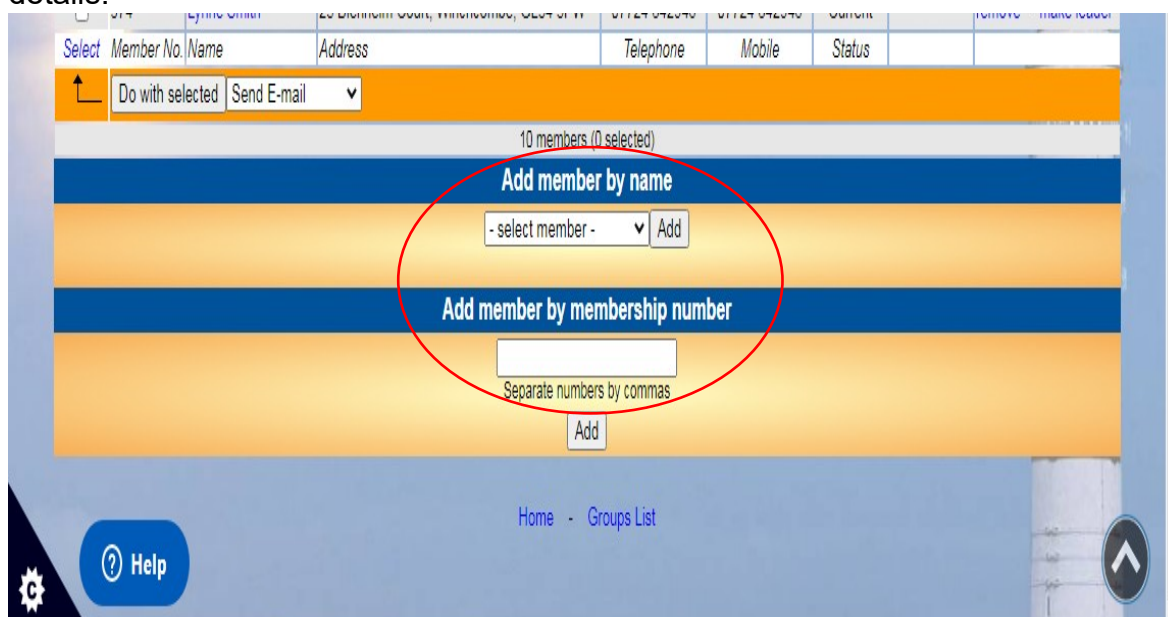 details.
Select Member No. Name Address Telephone Mobile Status
Do with selected Send E-mail
10 members (0 selected)
Add member by name
- select member - Add
Add member by membership number
Separate numbers by commas
Add
Home - Groups List
Help